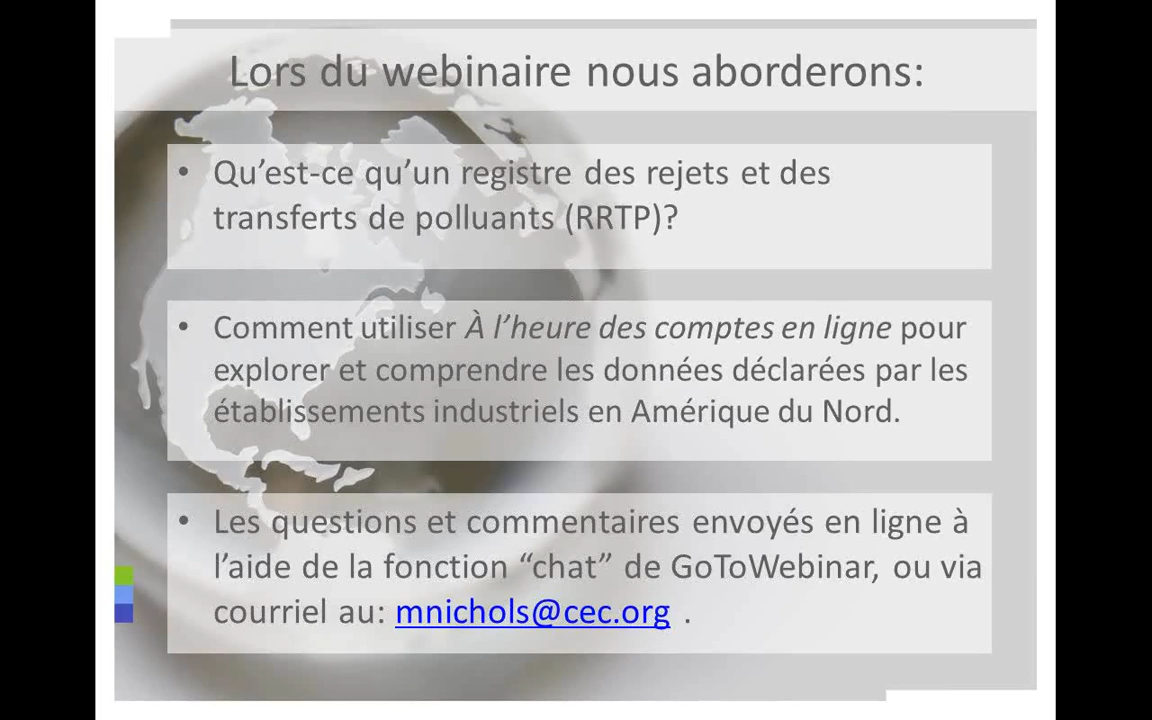 Lors du webinaire nous aborderons:
• Qu’est-ce qu’un registre des rejets et des
transferts de polluants (RRTP)?
• Comment utiliser À l’heure des comptes en ligne pour
explorer et comprendre les données déclarées par les
établissements industriels en Amérique du Nord.
• Les questions et commentaires envoyés en ligne à
l’aide de la fonction “chat” de GoToWebinar, ou via
courriel au: mnichols@cec.org .